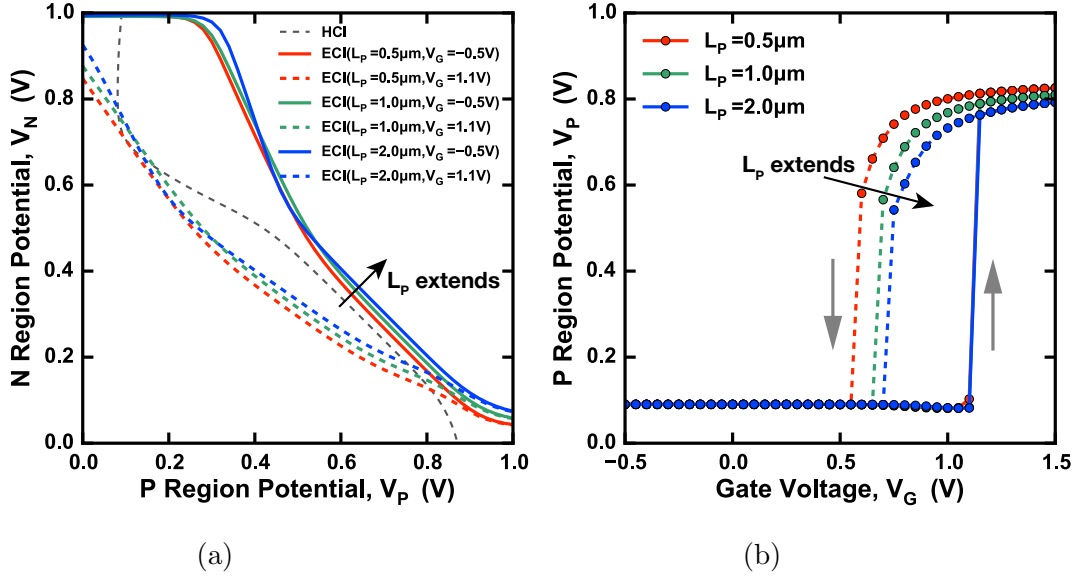 N Region Potential, V_N (V)
1.0
0.8
0.6
0.4
0.2
0.0
HCI
ECI(L_P =0.5μm,V_G =−0.5V)
ECI(L_P =0.5μm,V_G =1.1V)
ECI(L_P =1.0μm,V_G =−0.5V)
ECI(L_P =1.0μm,V_G =1.1V)
ECI(L_P =2.0μm,V_G =−0.5V)
ECI(L_P =2.0μm,V_G =1.1V)
L_P extends
0.0 0.2 0.4 0.6 0.8 1.0
P Region Potential, V_P (V)
(a)
P Region Potential, V_P (V)
1.0
0.8
0.6
0.4
0.2
0.0
L_P =0.5μm
L_P =1.0μm
L_P =2.0μm
L_P extends
−0.5 0.0 0.5 1.0 1.5
Gate Voltage, V_G (V)
(b)